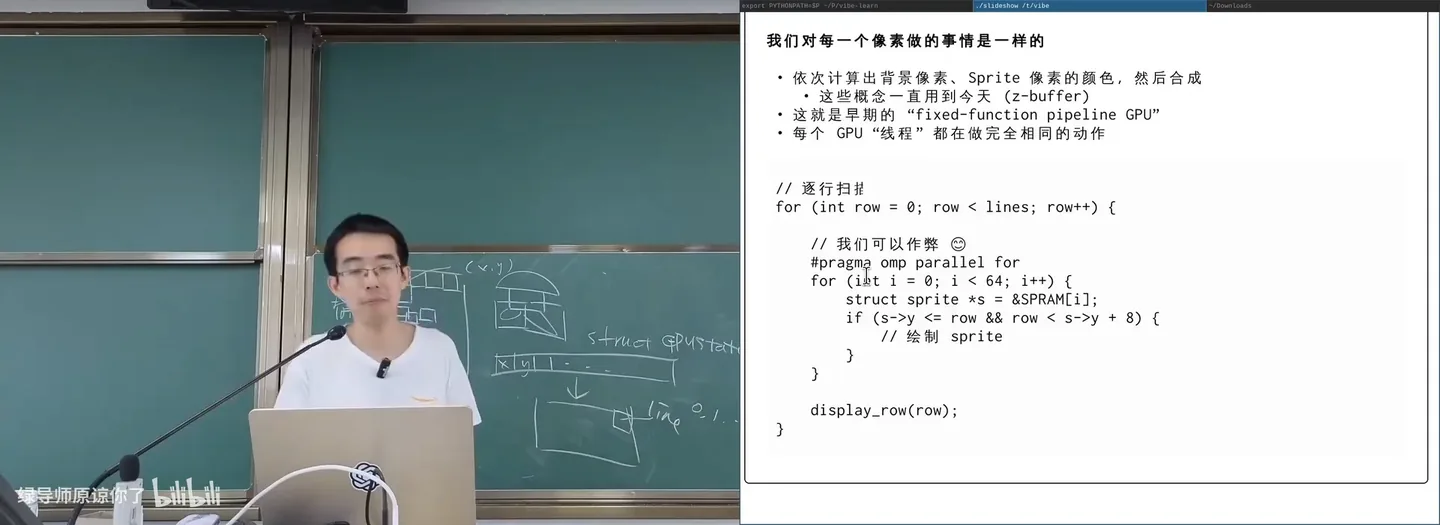 export PYTHONPATH=$P ~/P/vibe-learn
./slideshow /t/vibe
~/Downloads
我们对每一个像素做的事情是一样的
• 依次计算出背景像素、Sprite 像素的颜色，然后合成
• 这些概念一直用到今天 (z-buffer)
• 这就是早期的 “fixed-function pipeline GPU”
• 每个 GPU “线程” 都在做完全相同的动作
// 逐行扫描
for (int row = 0; row < lines; row++) {
// 我们可以作弊 😊
#pragma omp parallel for
for (int i = 0; i < 64; i++) {
struct sprite *s = &SPRAM[i];
if (s->y <= row && row < s->y + 8) {
// 绘制 sprite
}
}
display_row(row);
}
(x,y)
struct GPUState
x y
line 0.1...
绿导师原谅你了 bilibili